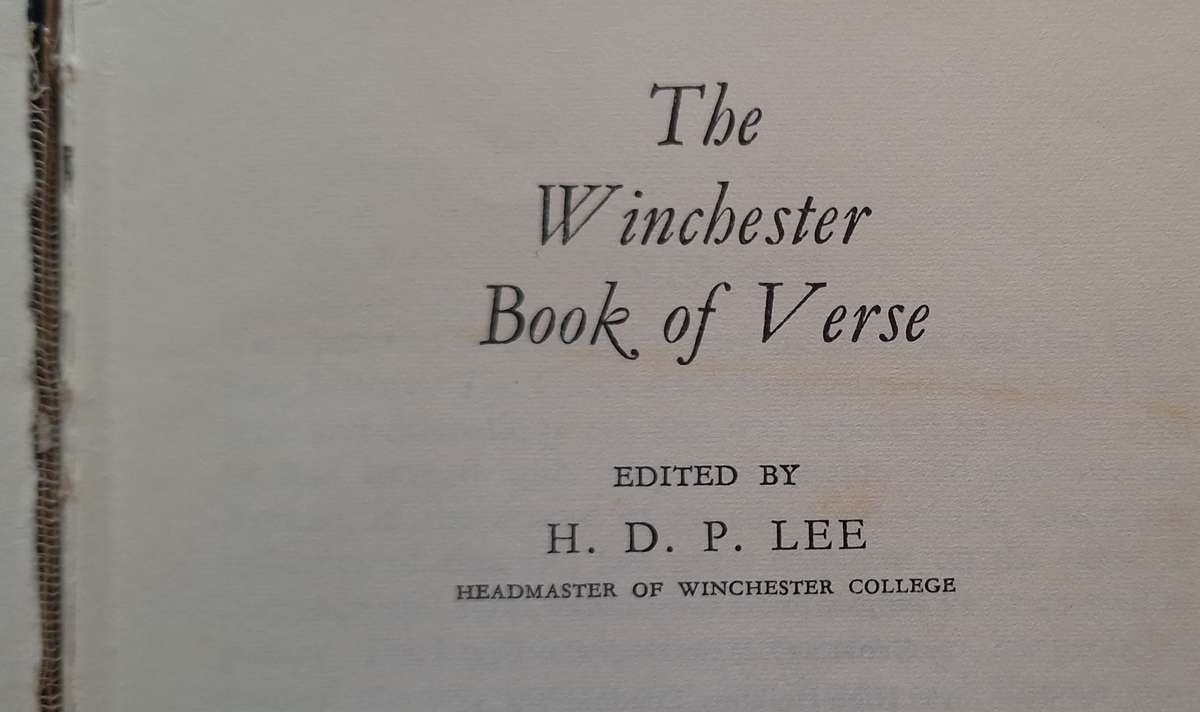 The
Winchester
Book of Verse
EDITED BY
H. D. P. LEE
HEADMASTER OF WINCHESTER COLLEGE